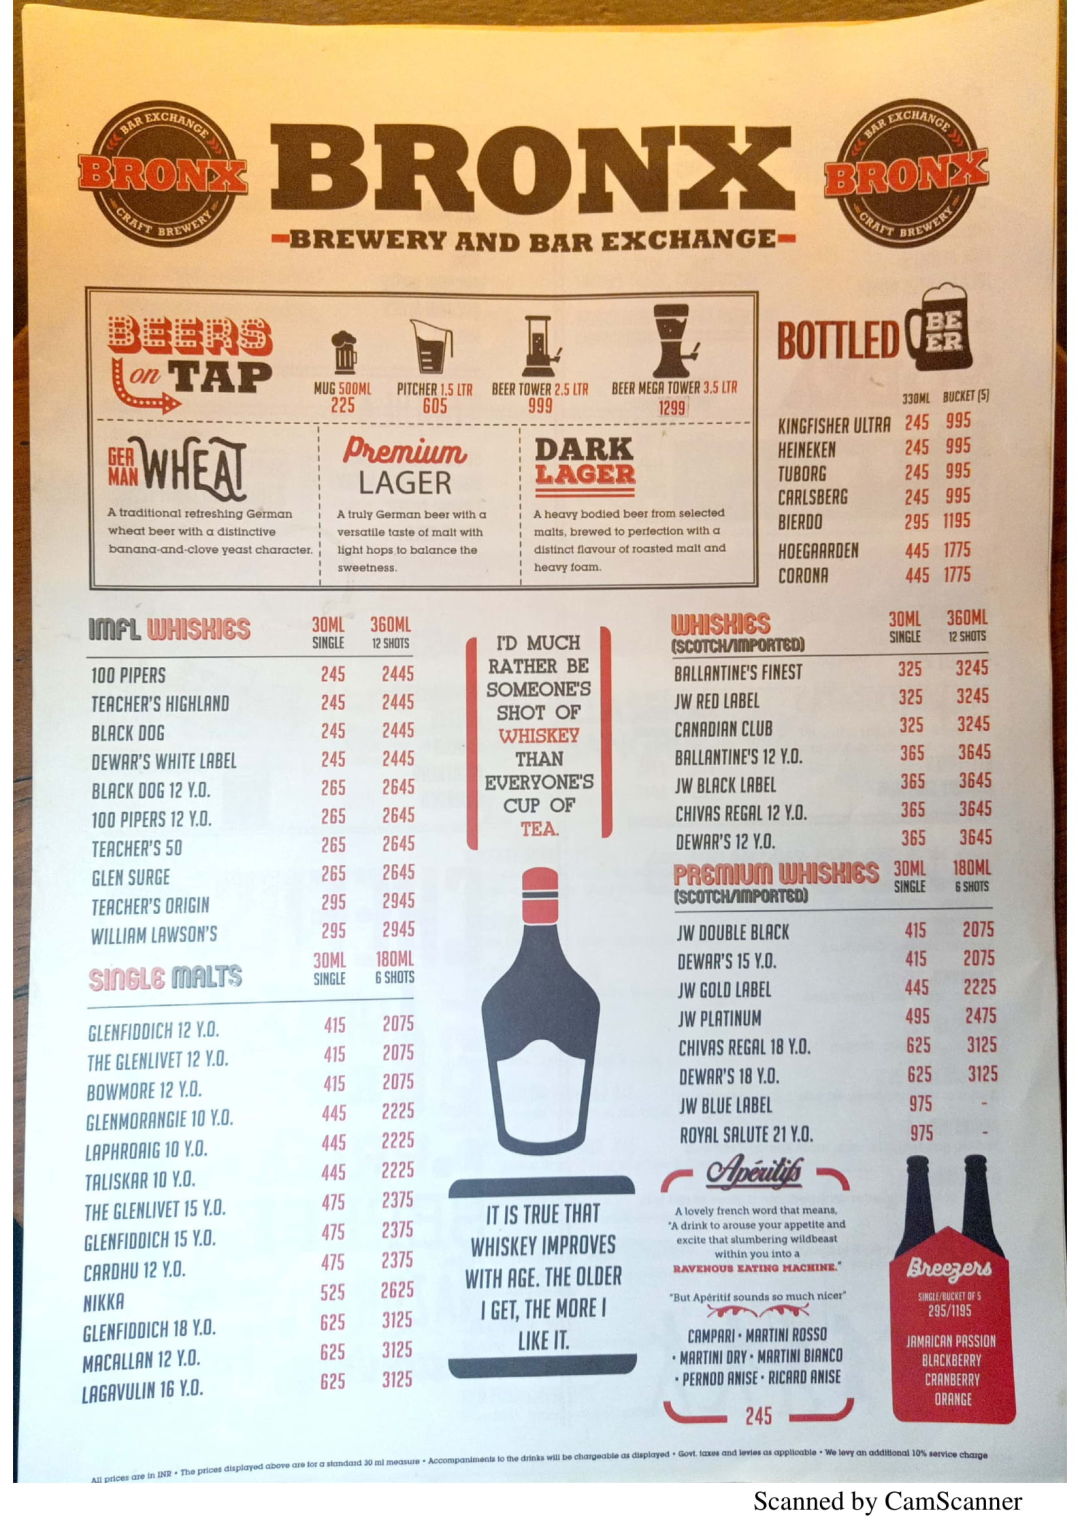 BAR EXCHANGE
BRONX
CRAFT BREWERY
BRONX
BREWERY AND BAR EXCHANGE
BAR EXCHANGE
BRONX
CRAFT BREWERY
BEERS
on TAP
MUG 500ML
225
PITCHER 1.5 LTR
605
BEER TOWER 2.5 LTR
999
BEER MEGA TOWER 3.5 LTR
1299
GERMAN WHEAT
A traditional refreshing German
wheat beer with a distinctive
banana-and-clove yeast character.
Premium
LAGER
A truly German beer with a
versatile taste of malt with
light hops to balance the
sweetness.
DARK
LAGER
A heavy bodied beer from selected
malts, brewed to perfection with a
distinct flavour of roasted malt and
heavy foam.
BOTTLED BEER
330ML BUCKET (5)
KINGFISHER ULTRA 245 995
HEINEKEN 245 995
TUBORG 245 995
CARLSBERG 245 995
BIERDO 295 1195
HOEGAARDEN 445 1775
CORONA 445 1775
IMFL WHISKIES 30ML 360ML
SINGLE 12 SHOTS
100 PIPERS 245 2445
TEACHER'S HIGHLAND 245 2445
BLACK DOG 245 2445
DEWAR'S WHITE LABEL 245 2445
BLACK DOG 12 Y.O. 265 2645
100 PIPERS 12 Y.O. 265 2645
TEACHER'S 50 265 2645
GLEN SURGE 265 2645
TEACHER'S ORIGIN 295 2945
WILLIAM LAWSON'S 295 2945
SINGLE MALTS 30ML 180ML
SINGLE 6 SHOTS
GLENFIDDICH 12 Y.O. 415 2075
THE GLENLIVET 12 Y.O. 415 2075
BOWMORE 12 Y.O. 415 2075
GLENMORANGIE 10 Y.O. 445 2225
LAPHROAIG 10 Y.O. 445 2225
TALISKAR 10 Y.O. 445 2225
THE GLENLIVET 15 Y.O. 475 2375
GLENFIDDICH 15 Y.O. 475 2375
CARDHU 12 Y.O. 475 2375
NIKKA 525 2625
GLENFIDDICH 18 Y.O. 625 3125
MACALLAN 12 Y.O. 625 3125
LAGAVULIN 16 Y.O. 625 3125
I'D MUCH
RATHER BE
SOMEONE'S
SHOT OF
WHISKEY
THAN
EVERYONE'S
CUP OF
TEA.
IT IS TRUE THAT
WHISKEY IMPROVES
WITH AGE. THE OLDER
I GET, THE MORE I
LIKE IT.
WHISKIES 30ML 360ML
(SCOTCH/IMPORTED) SINGLE 12 SHOTS
BALLANTINE'S FINEST 325 3245
JW RED LABEL 325 3245
CANADIAN CLUB 325 3245
BALLANTINE'S 12 Y.O. 365 3645
JW BLACK LABEL 365 3645
CHIVAS REGAL 12 Y.O. 365 3645
DEWAR'S 12 Y.O. 365 3645
PREMIUM WHISKIES 30ML 180ML
(SCOTCH/IMPORTED) SINGLE 6 SHOTS
JW DOUBLE BLACK 415 2075
DEWAR'S 15 Y.O. 415 2075
JW GOLD LABEL 445 2225
JW PLATINUM 495 2475
CHIVAS REGAL 18 Y.O. 625 3125
DEWAR'S 18 Y.O. 625 3125
JW BLUE LABEL 975 -
ROYAL SALUTE 21 Y.O. 975 -
Apéritifs
A lovely french word that means,
"A drink to arouse your appetite and
excite that slumbering wildbeast
within you into a
RAVENOUS EATING MACHINE."
"But Apéritif sounds so much nicer"
CAMPARI • MARTINI ROSSO
• MARTINI DRY • MARTINI BIANCO
• PERNOD ANISE • RICARD ANISE
245
Breezers
SINGLE/BUCKET OF 5
295/1195
JAMAICAN PASSION
BLACKBERRY
CRANBERRY
ORANGE
All prices are in INR • The prices displayed above are for a standard 30 ml measure • Accompaniments to the drinks will be chargeable as displayed • Govt. taxes and levies as applicable • We levy an additional 10% service charge
Scanned by CamScanner